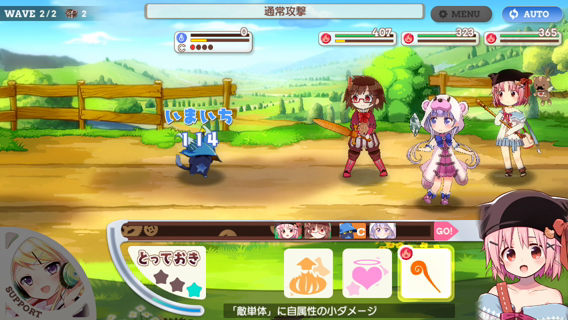 WAVE 2/2 2
通常攻撃
MENU
AUTO
0
C
407
323
365
いまいち
114
C
GO!
とっておき
SUPPORT
「敵単体」に自属性の小ダメージ